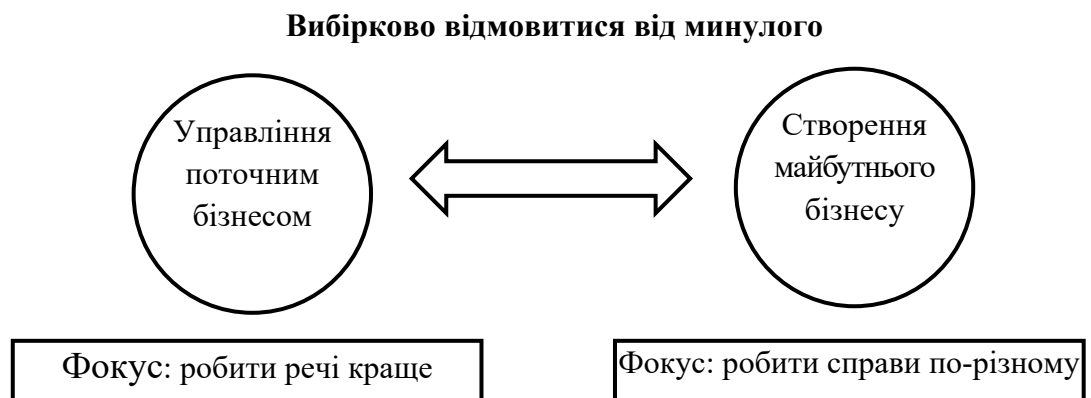 Вибірково відмовитися від минулого
Управління
поточним
бізнесом
Створення
майбутнього
бізнесу
Фокус: робити речі краще
Фокус: робити справи по-різному